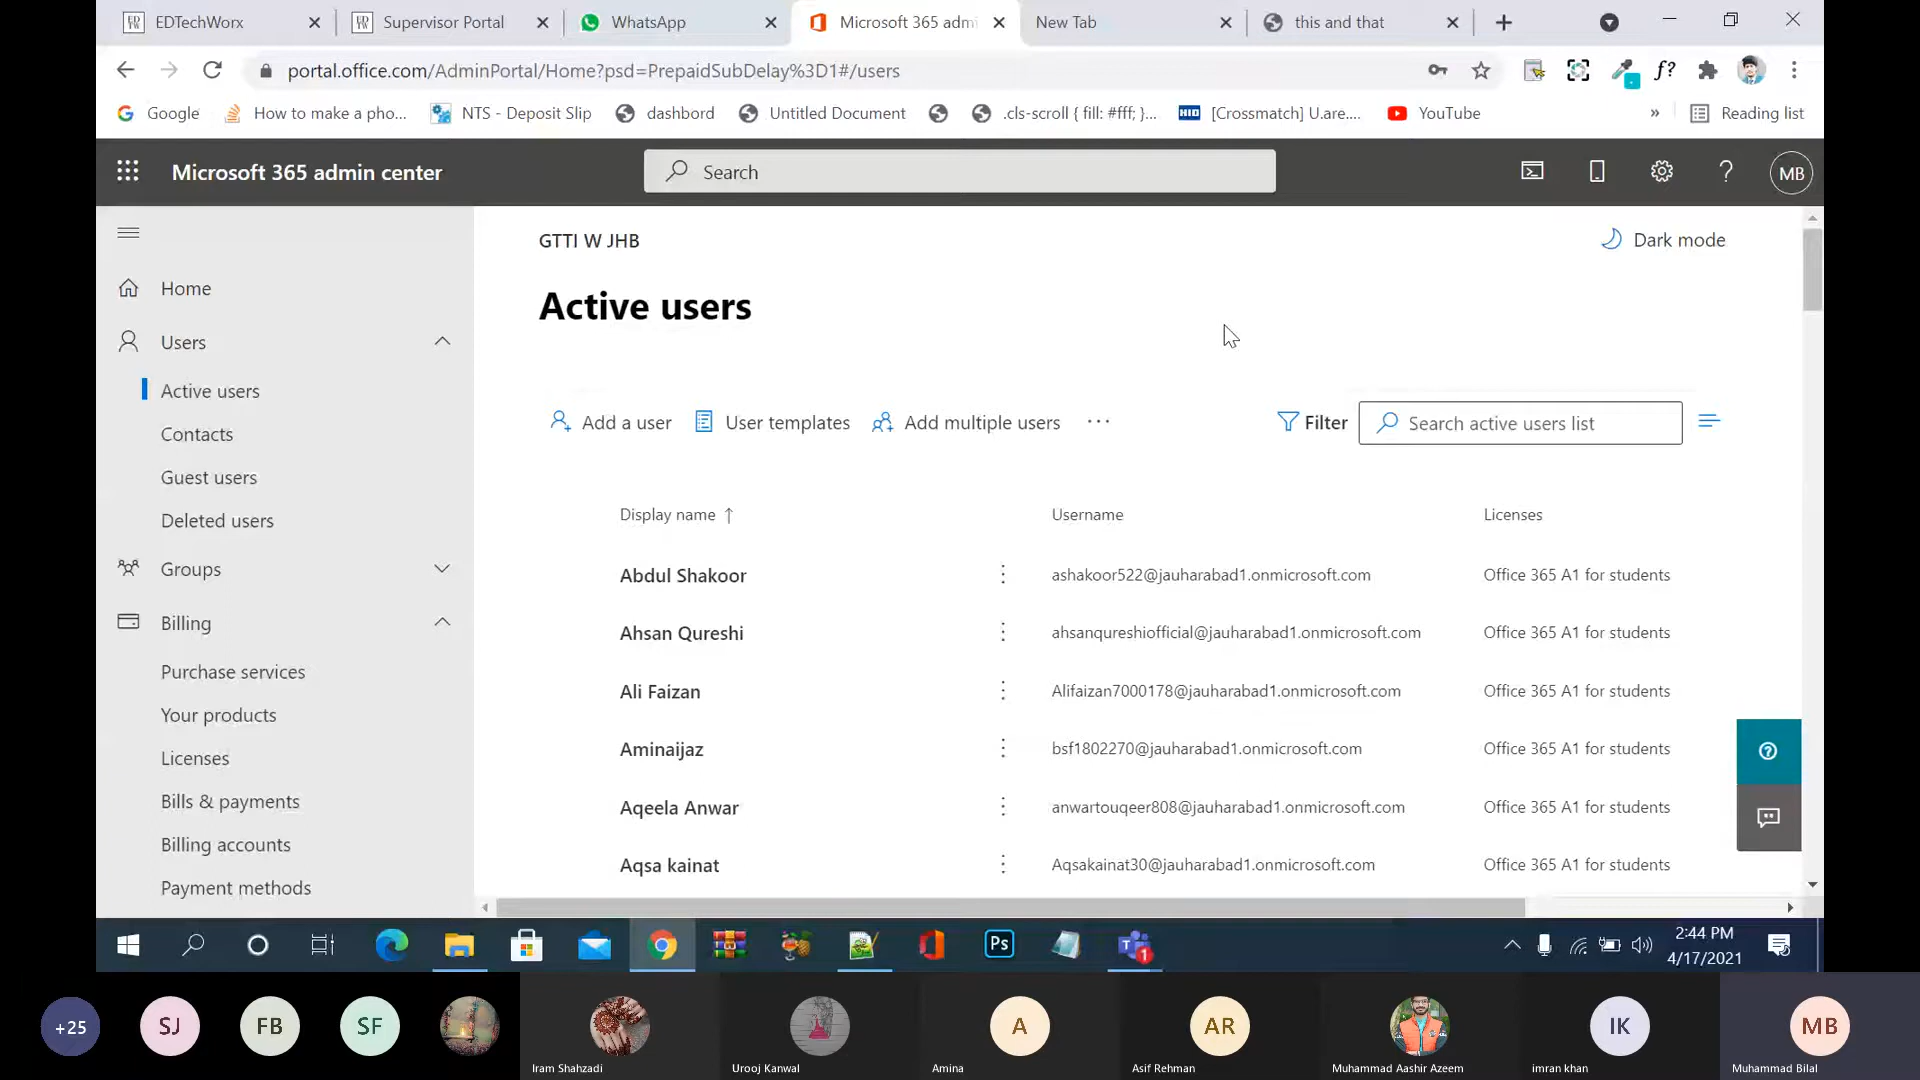 EDTechWorx
Supervisor Portal
WhatsApp
Microsoft 365 admi
New Tab
this and that
portal.office.com/AdminPortal/Home?psd=PrepaidSubDelay%3D1#/users
f?
Google
How to make a pho...
NTS - Deposit Slip
dashbord
Untitled Document
.cls-scroll { fill: #fff; }...
HID
[Crossmatch] U.are....
YouTube
»
Reading list
Microsoft 365 admin center
Search
?
MB
GTTI W JHB
Dark mode
Active users
Home
Users
Active users
Contacts
Guest users
Deleted users
Groups
Billing
Purchase services
Your products
Licenses
Bills & payments
Billing accounts
Payment methods
Add a user
User templates
Add multiple users
...
Filter
Search active users list
Display name ↑
Username
Licenses
Abdul Shakoor
ashakoor522@jauharabad1.onmicrosoft.com
Office 365 A1 for students
Ahsan Qureshi
ahsanqureshiofficial@jauharabad1.onmicrosoft.com
Office 365 A1 for students
Ali Faizan
Alifaizan7000178@jauharabad1.onmicrosoft.com
Office 365 A1 for students
Aminaijaz
bsf1802270@jauharabad1.onmicrosoft.com
Office 365 A1 for students
Aqeela Anwar
anwartouqeer808@jauharabad1.onmicrosoft.com
Office 365 A1 for students
Aqsa kainat
Aqsakainat30@jauharabad1.onmicrosoft.com
Office 365 A1 for students
Ps
1
2:44 PM
4/17/2021
+25
SJ
FB
SF
Iram Shahzadi
Urooj Kanwal
A
Amina
AR
Asif Rehman
Muhammad Aashir Azeem
IK
imran khan
MB
Muhammad Bilal